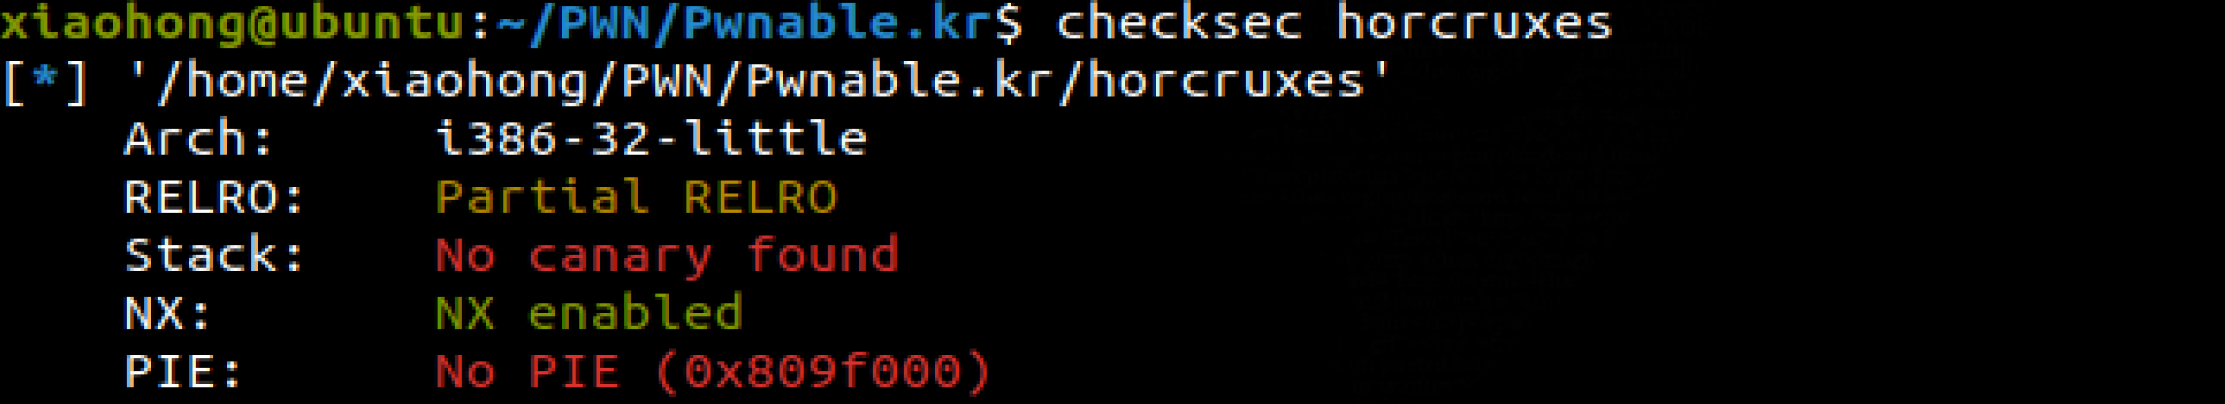 xiaohong@ubuntu:~/PWN/Pwnable.kr$ checksec horcruxes
[*] '/home/xiaohong/PWN/Pwnable.kr/horcruxes'
    Arch:     i386-32-little
    RELRO:    Partial RELRO
    Stack:    No canary found
    NX:       NX enabled
    PIE:      No PIE (0x809f000)